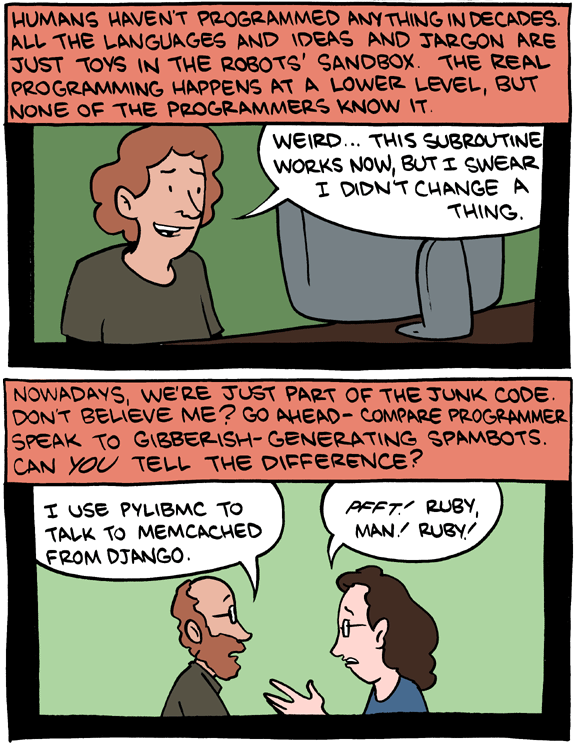 HUMANS HAVEN'T PROGRAMMED ANYTHING IN DECADES.
ALL THE LANGUAGES AND IDEAS AND JARGON ARE
JUST TOYS IN THE ROBOTS' SANDBOX. THE REAL
PROGRAMMING HAPPENS AT A LOWER LEVEL, BUT
NONE OF THE PROGRAMMERS KNOW IT.
WEIRD... THIS SUBROUTINE
WORKS NOW, BUT I SWEAR
I DIDN'T CHANGE A
THING.
NOWADAYS, WE'RE JUST PART OF THE JUNK CODE.
DON'T BELIEVE ME? GO AHEAD- COMPARE PROGRAMMER
SPEAK TO GIBBERISH-GENERATING SPAMBOTS.
CAN YOU TELL THE DIFFERENCE?
I USE PYLIBMC TO
TALK TO MEMCACHED
FROM DJANGO.
PFFT! RUBY,
MAN! RUBY!